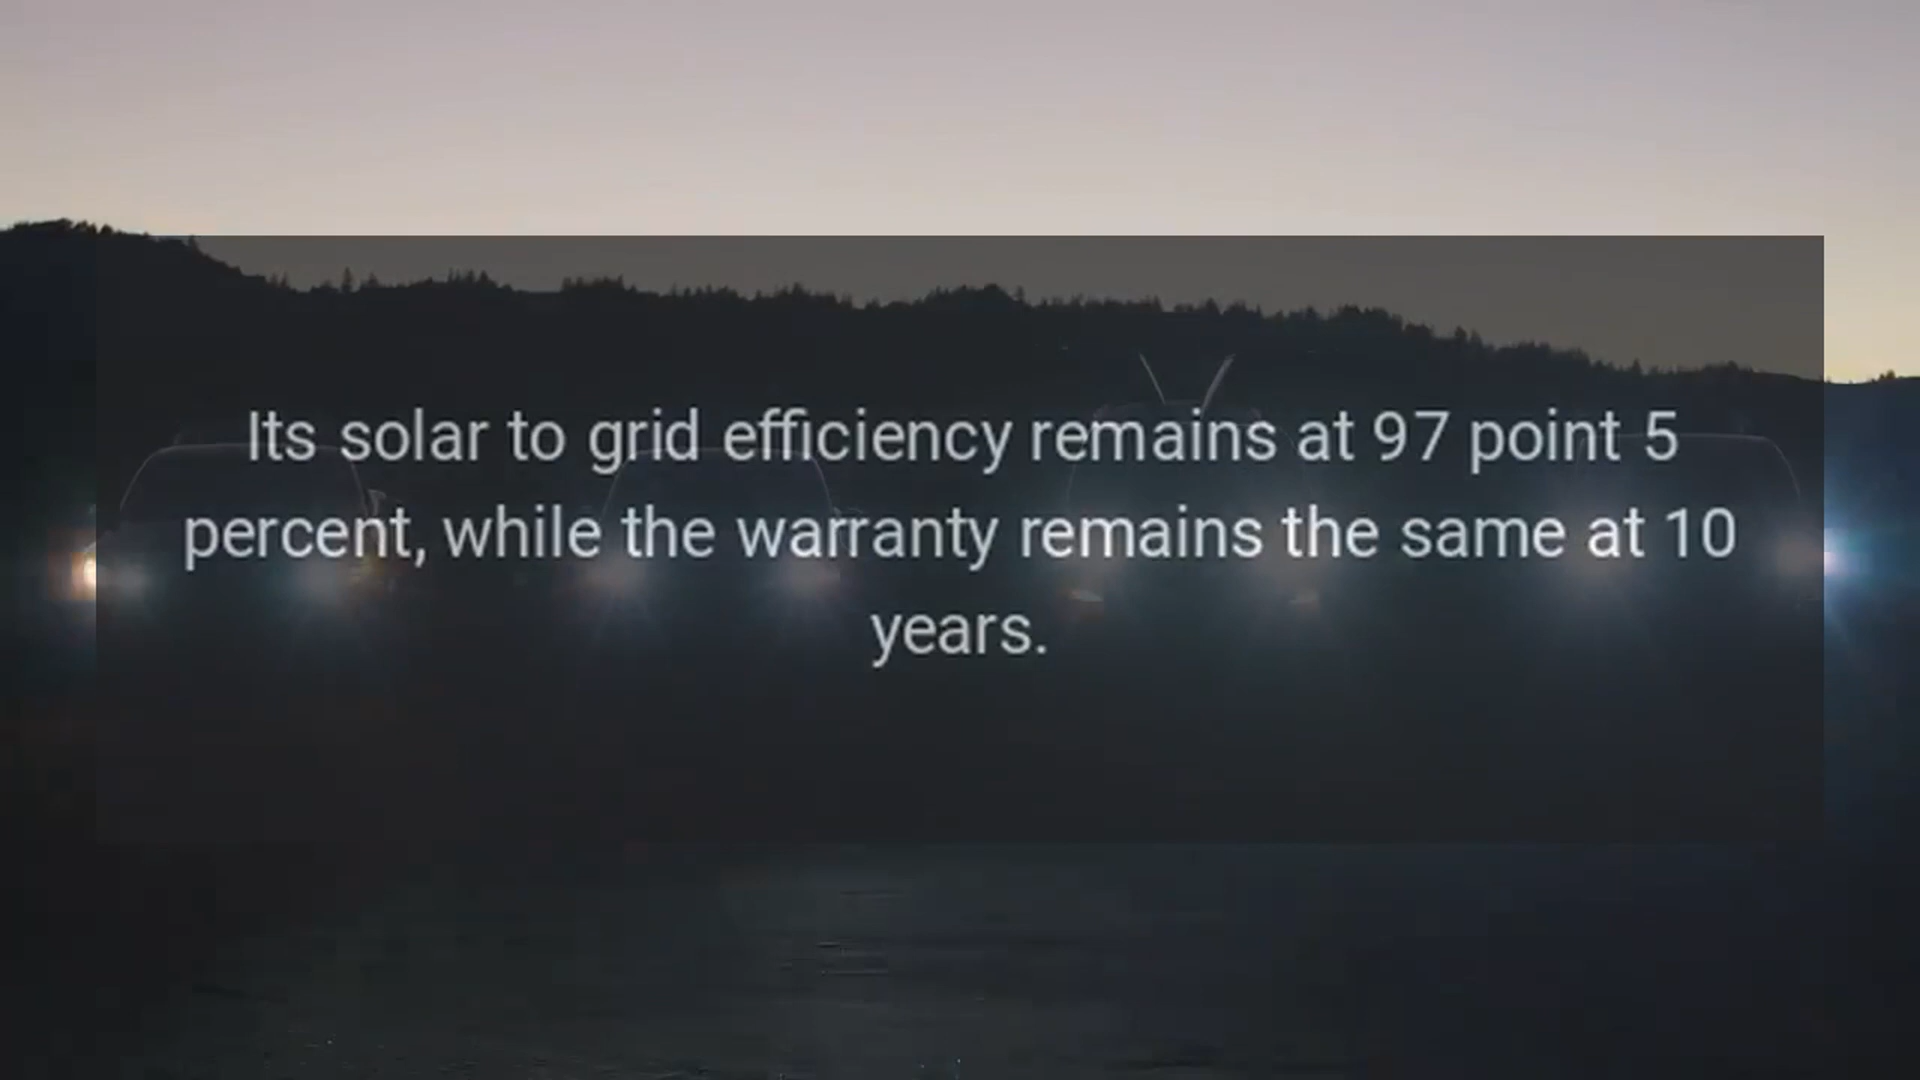 Its solar to grid efficiency remains at 97 point 5
percent, while the warranty remains the same at 10
years.